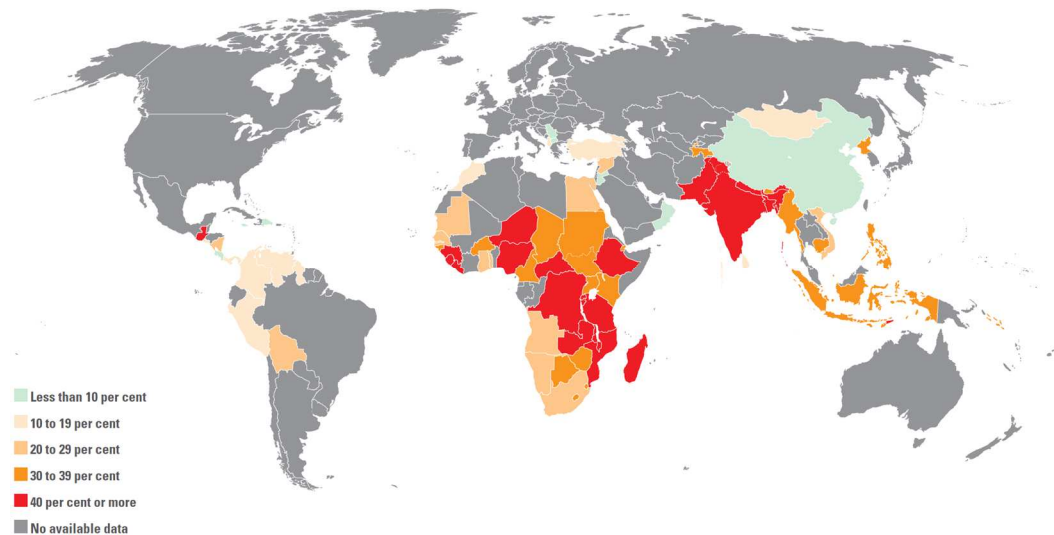 Less than 10 per cent
10 to 19 per cent
20 to 29 per cent
30 to 39 per cent
40 per cent or more
No available data